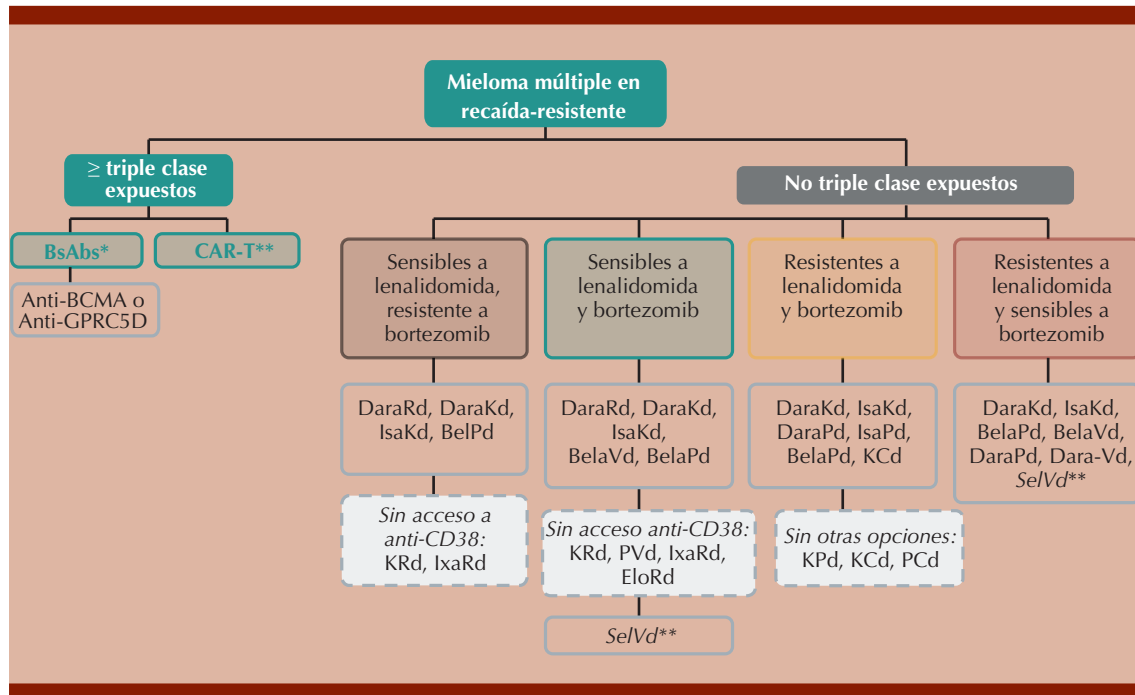 Mieloma múltiple en
recaída-resistente
≥ triple clase
expuestos
No triple clase expuestos
BsAbs*
CAR-T**
Anti-BCMA o
Anti-GPRC5D
Sensibles a
lenalidomida,
resistente a
bortezomib
Sensibles a
lenalidomida
y bortezomib
Resistentes a
lenalidomida
y bortezomib
Resistentes a
lenalidomida
y sensibles a
bortezomib
DaraRd, DaraKd,
IsaKd, BelPd
DaraRd, DaraKd,
IsaKd,
BelaVd, BelaPd
DaraKd, IsaKd,
DaraPd, IsaPd,
BelaPd, KCd
DaraKd, IsaKd,
BelaPd, BelaVd,
DaraPd, Dara-Vd,
SelVd**
Sin acceso a
anti-CD38:
KRd, IxaRd
Sin acceso anti-CD38:
KRd, PVd, IxaRd,
EloRd
Sin otras opciones:
KPd, KCd, PCd
SelVd**